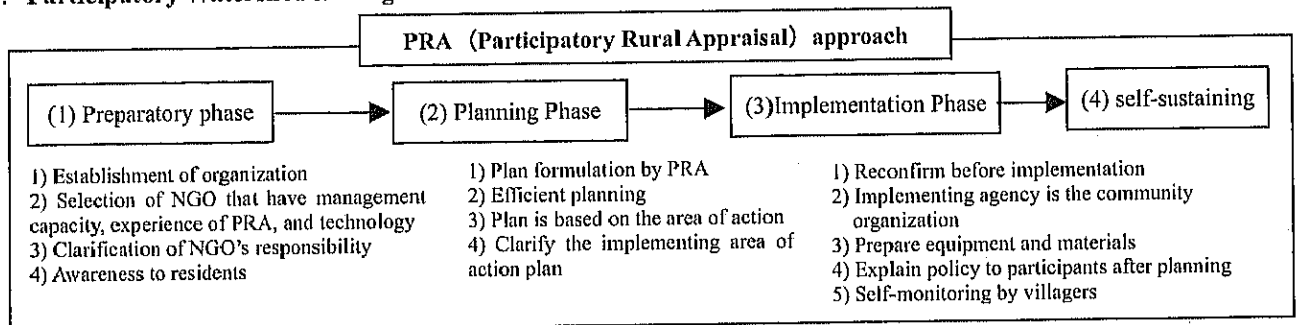 Participatory
PRA (Participatory Rural Appraisal) approach
(1) Preparatory phase
(2) Planning Phase
(3)Implementation Phase
(4) self-sustaining
1) Establishment of organization
2) Selection of NGO that have management
capacity, experience of PRA, and technology
3) Clarification of NGO's responsibility
4) Awareness to residents
1) Plan formulation by PRA
2) Efficient planning
3) Plan is based on the area of action
4) Clarify the implementing area of
action plan
1) Reconfirm before implementation
2) Implementing agency is the community
organization
3) Prepare equipment and materials
4) Explain policy to participants after planning
5) Self-monitoring by villagers